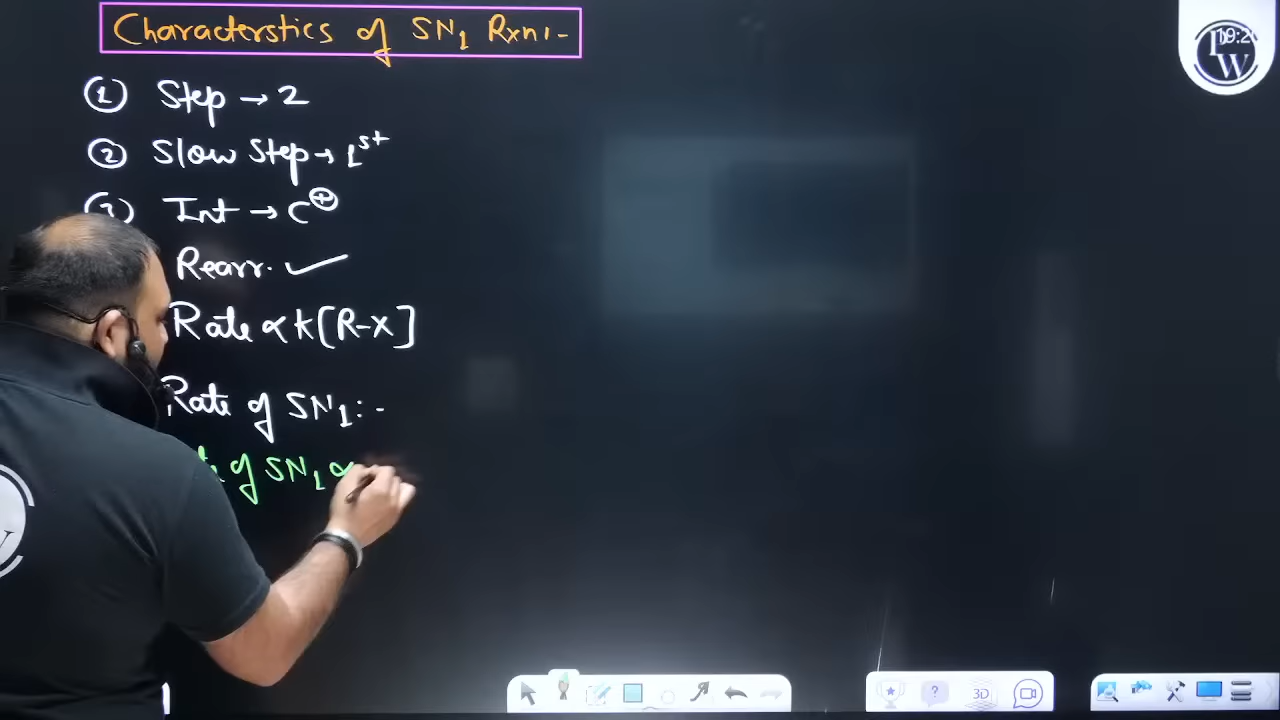 Characterstics of SN1 Rxn:-
① Step → 2
② Slow Step → 1st
③ Int → C⊕
Rearr. ✓
Rate ∝ k[R-X]
Rate of SN1:-
of SN1 ∝
W
3D